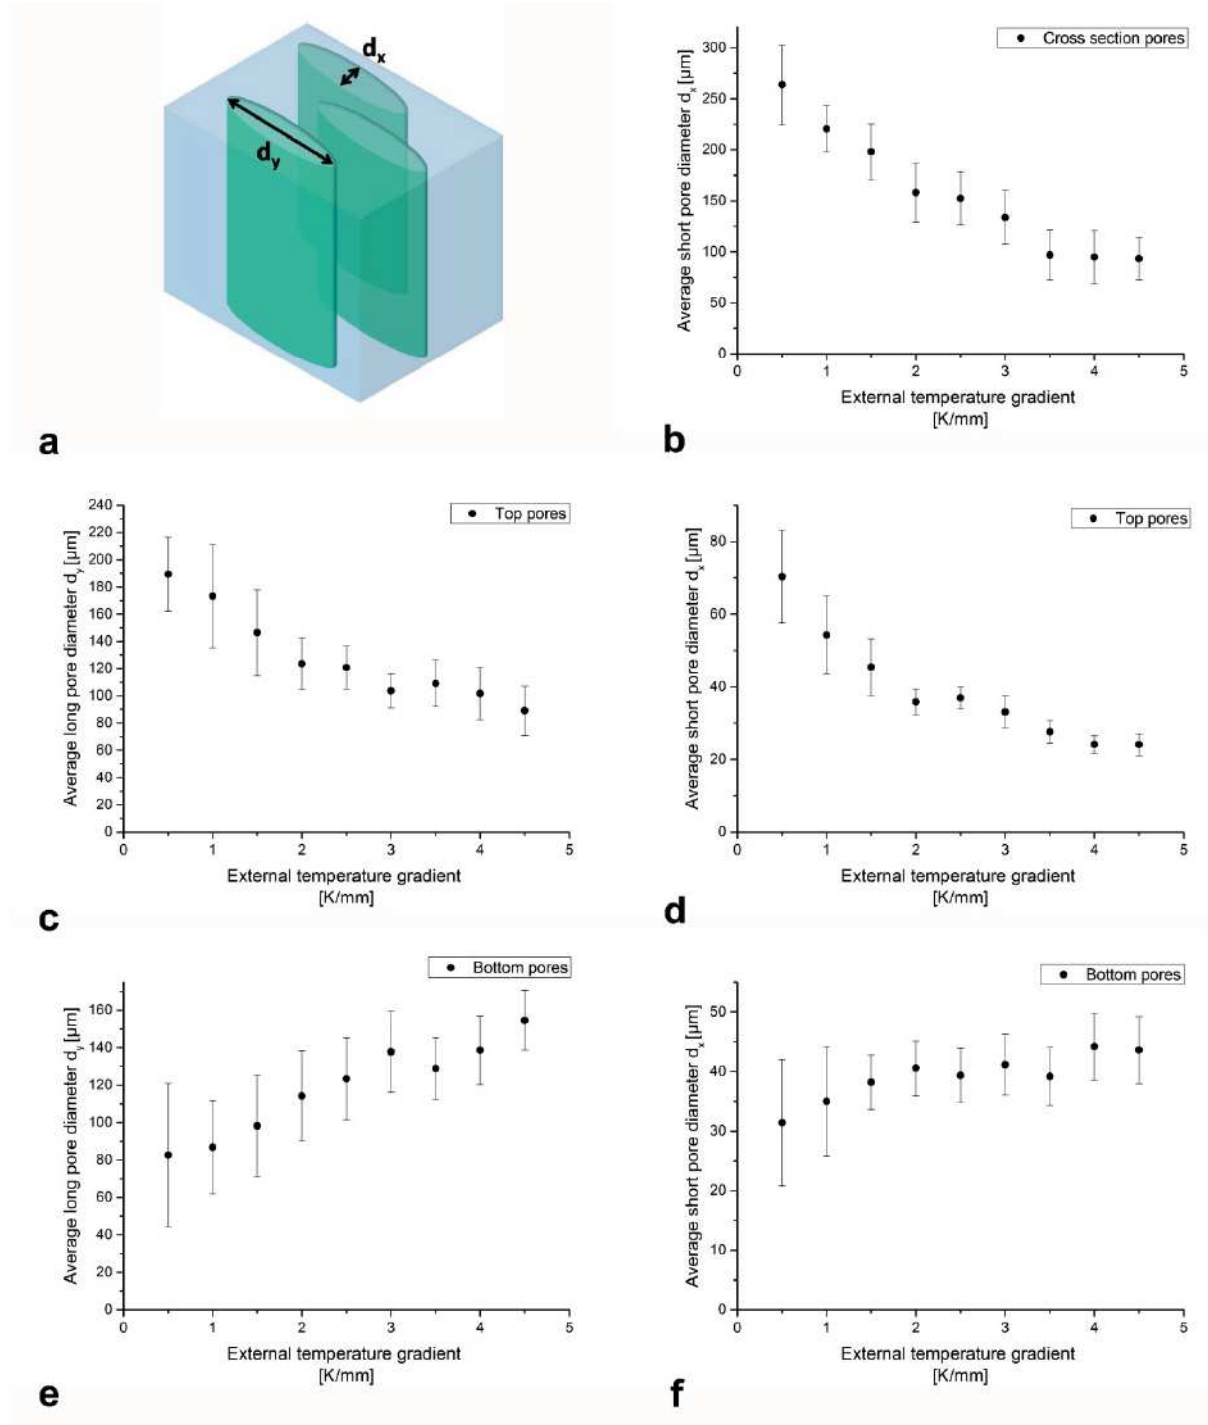 dx
dy
a
Cross section pores
Average short pore diameter dx [µm]
300
250
200
150
100
50
0
0 1 2 3 4 5
External temperature gradient
[K/mm]
b
Top pores
Average long pore diameter dy [µm]
240
220
200
180
160
140
120
100
80
60
40
20
0
0 1 2 3 4 5
External temperature gradient
[K/mm]
c
Top pores
Average short pore diameter dx [µm]
80
60
40
20
0
0 1 2 3 4 5
External temperature gradient
[K/mm]
d
Bottom pores
Average long pore diameter dy [µm]
160
140
120
100
80
60
40
20
0
0 1 2 3 4 5
External temperature gradient
[K/mm]
e
Bottom pores
Average short pore diameter dx [µm]
50
40
30
20
10
0
0 1 2 3 4 5
External temperature gradient
[K/mm]
f